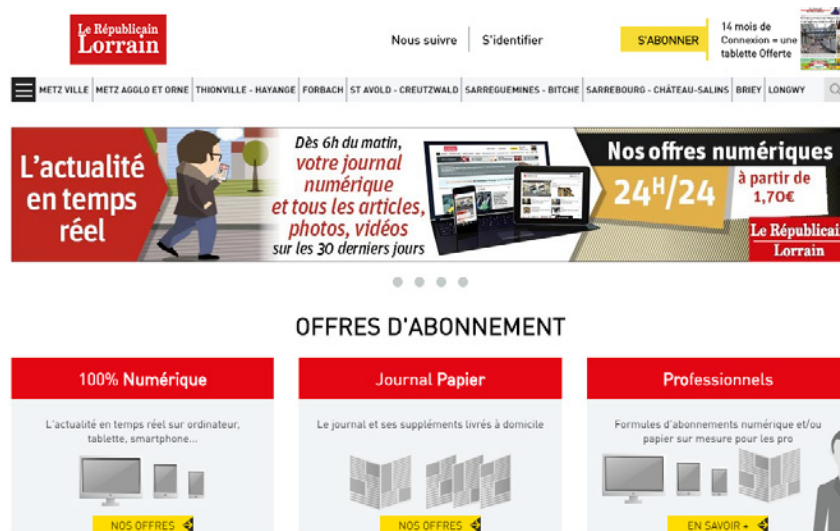 Le Républicain
Lorrain
Nous suivre
S'identifier
S'ABONNER
14 mois de
Connexion = une
tablette Offerte
METZ VILLE
METZ AGGLO ET ORNE
THIONVILLE - HAYANGE
FORBACH
ST AVOLD - CREUTZWALD
SARREGUEMINES - BITCHE
SARREBOURG - CHÂTEAU-SALINS
BRIEY
LONGWY
L'actualité
en temps
réel
Dès 6h du matin,
votre journal
numérique
et tous les articles,
photos, vidéos
sur les 30 derniers jours
Nos offres numériques
24H/24
à partir de
1,70€
Le Républicain
Lorrain
OFFRES D'ABONNEMENT
100% Numérique
L'actualité en temps réel sur ordinateur,
tablette, smartphone...
NOS OFFRES
Journal Papier
Le journal et ses suppléments livrés à domicile
NOS OFFRES
Professionnels
Formules d'abonnements numérique et/ou
papier sur mesure pour les pro
EN SAVOIR +